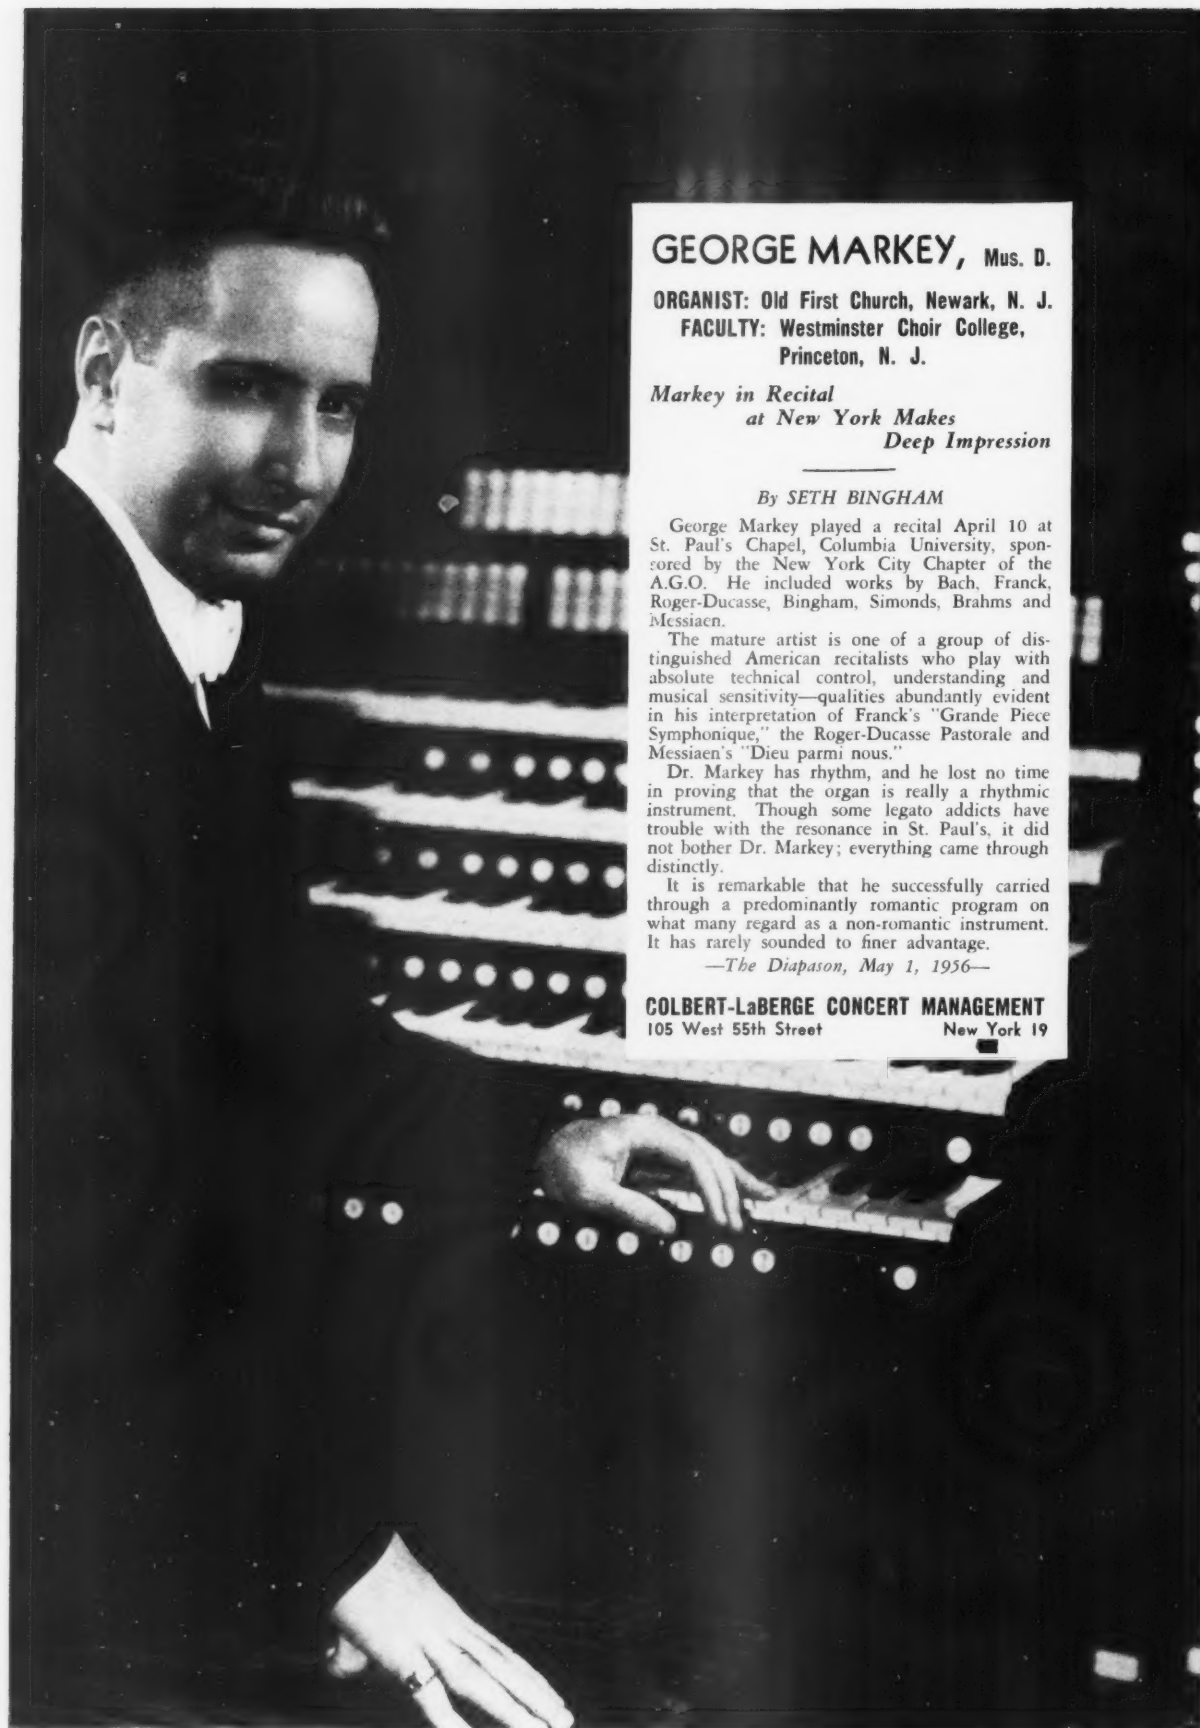 GEORGE MARKEY, Mus. D.
ORGANIST: Old First Church, Newark, N. J.
FACULTY: Westminster Choir College,
Princeton, N. J.
Markey in Recital
at New York Makes
Deep Impression
By SETH BINGHAM
George Markey played a recital April 10 at
St. Paul's Chapel, Columbia University, spon-
sored by the New York City Chapter of the
A.G.O. He included works by Bach, Franck,
Roger-Ducasse, Bingham, Simonds, Brahms and
Messiaen.
The mature artist is one of a group of dis-
tinguished American recitalists who play with
absolute technical control, understanding and
musical sensitivity—qualities abundantly evident
in his interpretation of Franck's "Grande Piece
Symphonique," the Roger-Ducasse Pastorale and
Messiaen's "Dieu parmi nous."
Dr. Markey has rhythm, and he lost no time
in proving that the organ is really a rhythmic
instrument. Though some legato addicts have
trouble with the resonance in St. Paul's, it did
not bother Dr. Markey; everything came through
distinctly.
It is remarkable that he successfully carried
through a predominantly romantic program on
what many regard as a non-romantic instrument.
It has rarely sounded to finer advantage.
—The Diapason, May 1, 1956—
COLBERT-LaBERGE CONCERT MANAGEMENT
105 West 55th Street New York 19